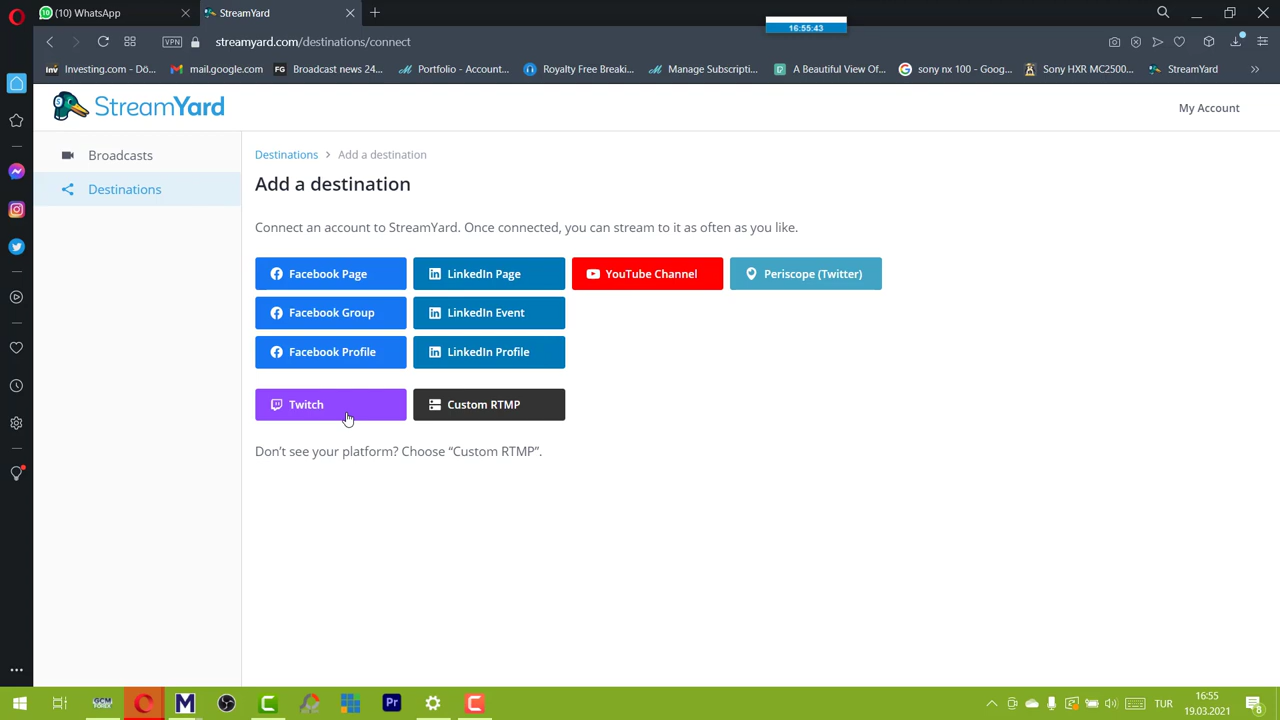 (10) WhatsApp
StreamYard
16:55:43
VPN
streamyard.com/destinations/connect
Investing.com - Dö...
mail.google.com
FG Broadcast news 24...
Portfolio - Account...
Royalty Free Breaki...
Manage Subscripti...
A Beautiful View Of...
sony nx 100 - Goog...
Sony HXR MC2500...
StreamYard
StreamYard
My Account
Broadcasts
Destinations
Destinations > Add a destination
Add a destination
Connect an account to StreamYard. Once connected, you can stream to it as often as you like.
Facebook Page
LinkedIn Page
YouTube Channel
Periscope (Twitter)
Facebook Group
LinkedIn Event
Facebook Profile
LinkedIn Profile
Twitch
Custom RTMP
Don’t see your platform? Choose “Custom RTMP”.
TUR
16:55
19.03.2021
8